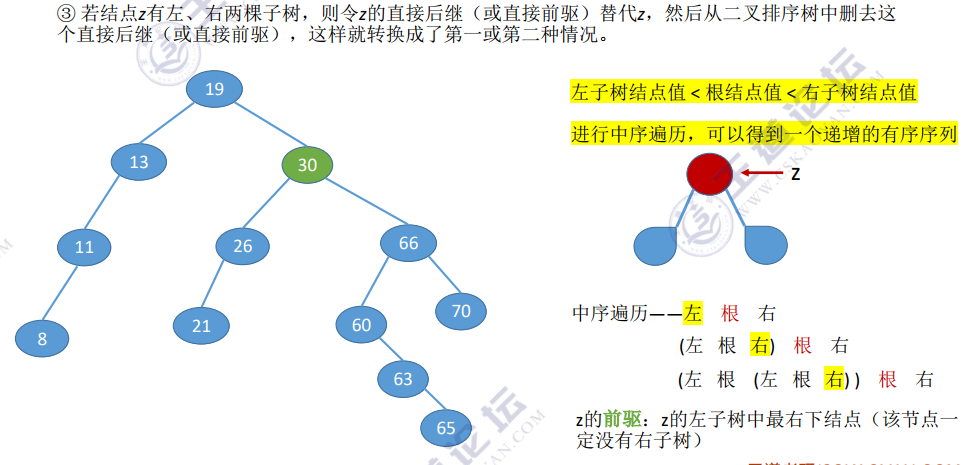 ③ 若结点z有左、右两棵子树，则令z的直接后继（或直接前驱）替代z，然后从二叉排序树中删去这
个直接后继（或直接前驱），这样就转换成了第一或第二种情况。
19
13
30
11
26
66
8
21
60
70
63
65
左子树结点值 < 根结点值 < 右子树结点值
进行中序遍历，可以得到一个递增的有序序列
z
中序遍历——左 根 右
(左 根 右) 根 右
(左 根 (左 根 右)) 根 右
z的前驱：z的左子树中最右下结点（该节点一
定没有右子树）
王道论坛
WWW.CSKAOYAN.COM